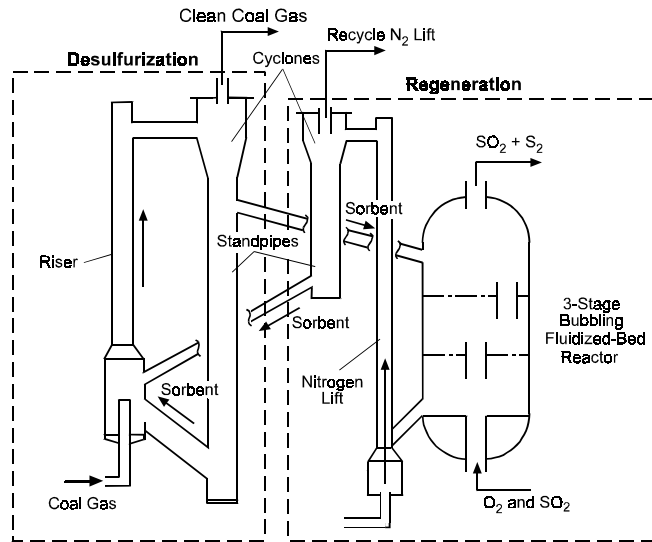 Clean Coal Gas
Recycle N2 Lift
Desulfurization
Cyclones
Regeneration
SO2 + S2
Sorbent
Standpipes
Riser
3-Stage
Bubbling
Fluidized-Bed
Reactor
Sorbent
Nitrogen
Lift
Sorbent
Coal Gas
O2 and SO2